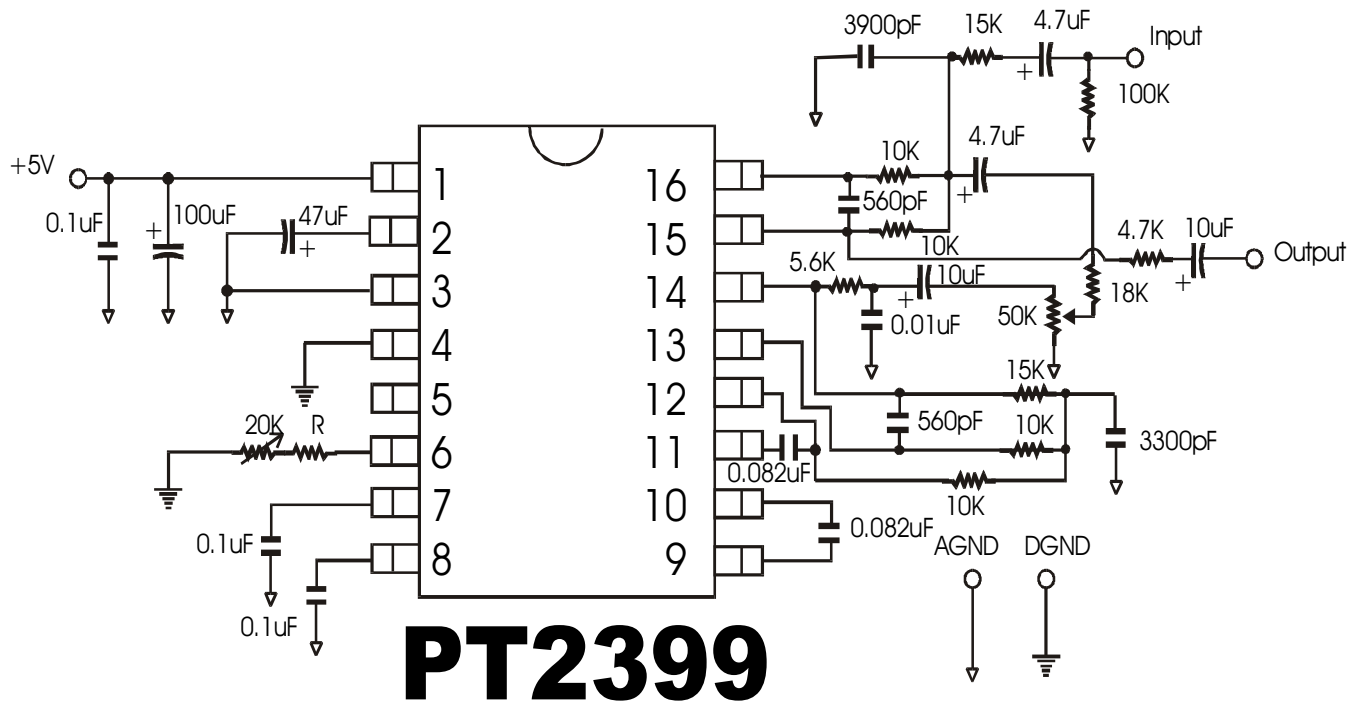 3900pF
15K
4.7uF
Input
100K
+5V
0.1uF
+
100uF
47uF
+
1
2
3
4
5
6
7
8
16
15
14
13
12
11
10
9
10K
4.7uF
+
+
560pF
10K
4.7K
10uF
+
Output
5.6K
10uF
+
0.01uF
50K
18K
15K
560pF
10K
3300pF
0.082uF
10K
0.082uF
20K
R
0.1uF
0.1uF
AGND
DGND
PT2399